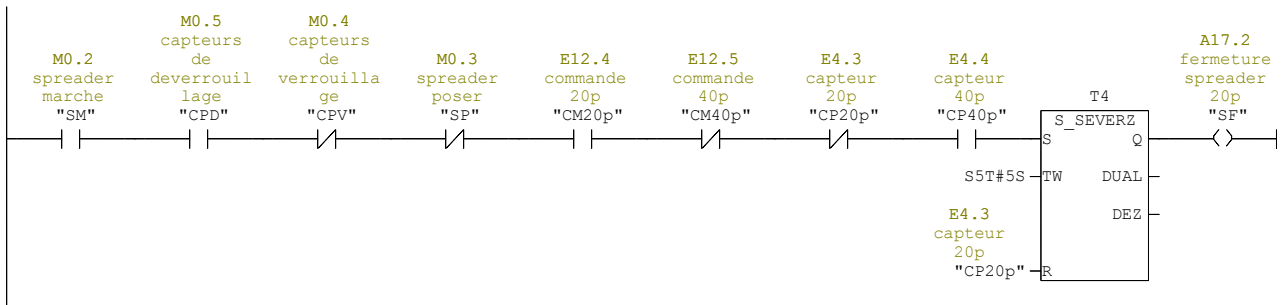 M0.5 M0.4 A17.2
capteurs capteurs fermeture
M0.2 de de M0.3 E12.4 E12.5 E4.3 E4.4 spreader
spreader deverrouil verrouilla spreader commande commande capteur capteur 20p
marche lage ge poser 20p 40p 20p 40p T4 "SF"
"SM" "CPD" "CPV" "SP" "CM20p" "CM40p" "CP20p" "CP40p" S_SEVERZ
S Q
S5T#5S TW DUAL
E4.3 DEZ
capteur
20p
"CP20p" R